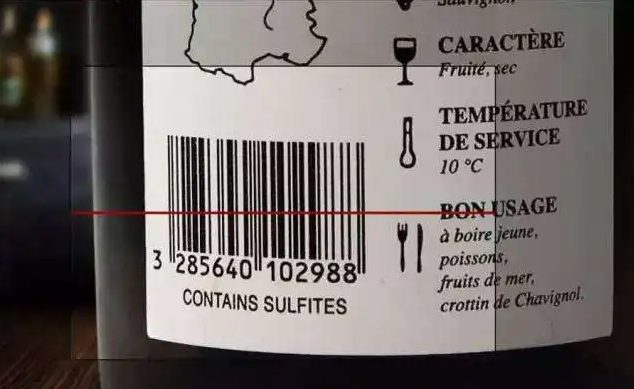 Sauvignon,
CARACTÈRE
Fruité, sec
TEMPÉRATURE
DE SERVICE
10 °C
BON USAGE
à boire jeune,
poissons,
fruits de mer,
crottin de Chavignol.
3 285640 102988
CONTAINS SULFITES